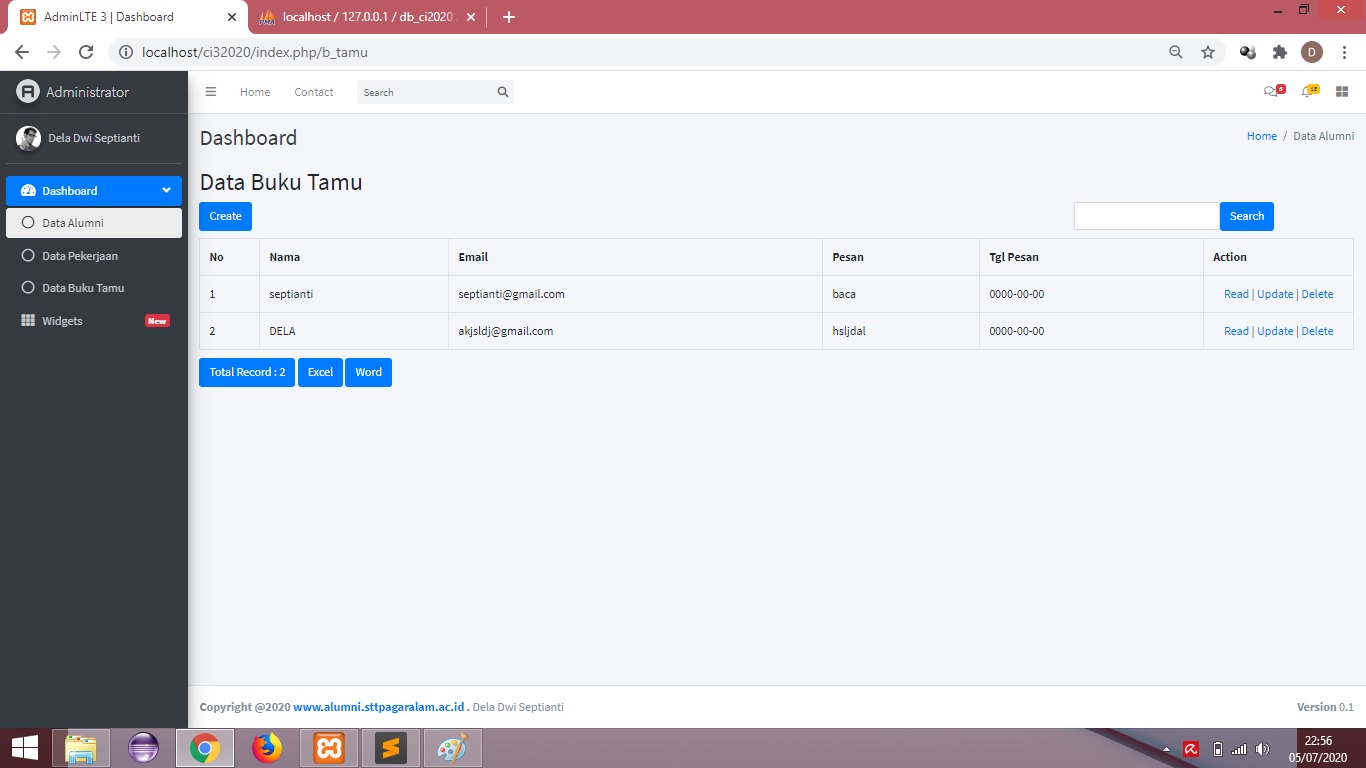 AdminLTE 3 | Dashboard
localhost / 127.0.0.1 / db_ci2020
localhost/ci32020/index.php/b_tamu
D
Administrator
Home
Contact
Search
Dela Dwi Septianti
Dashboard
Home / Data Alumni
Dashboard
Data Alumni
Data Pekerjaan
Data Buku Tamu
Widgets
New
Data Buku Tamu
Create
Search
No Nama Email Pesan Tgl Pesan Action
1 septianti septianti@gmail.com baca 0000-00-00 Read | Update | Delete
2 DELA akjsldj@gmail.com hsljdal 0000-00-00 Read | Update | Delete
Total Record : 2 Excel Word
Copyright @2020 www.alumni.sttpagaralam.ac.id . Dela Dwi Septianti
Version 0.1
22:56
05/07/2020